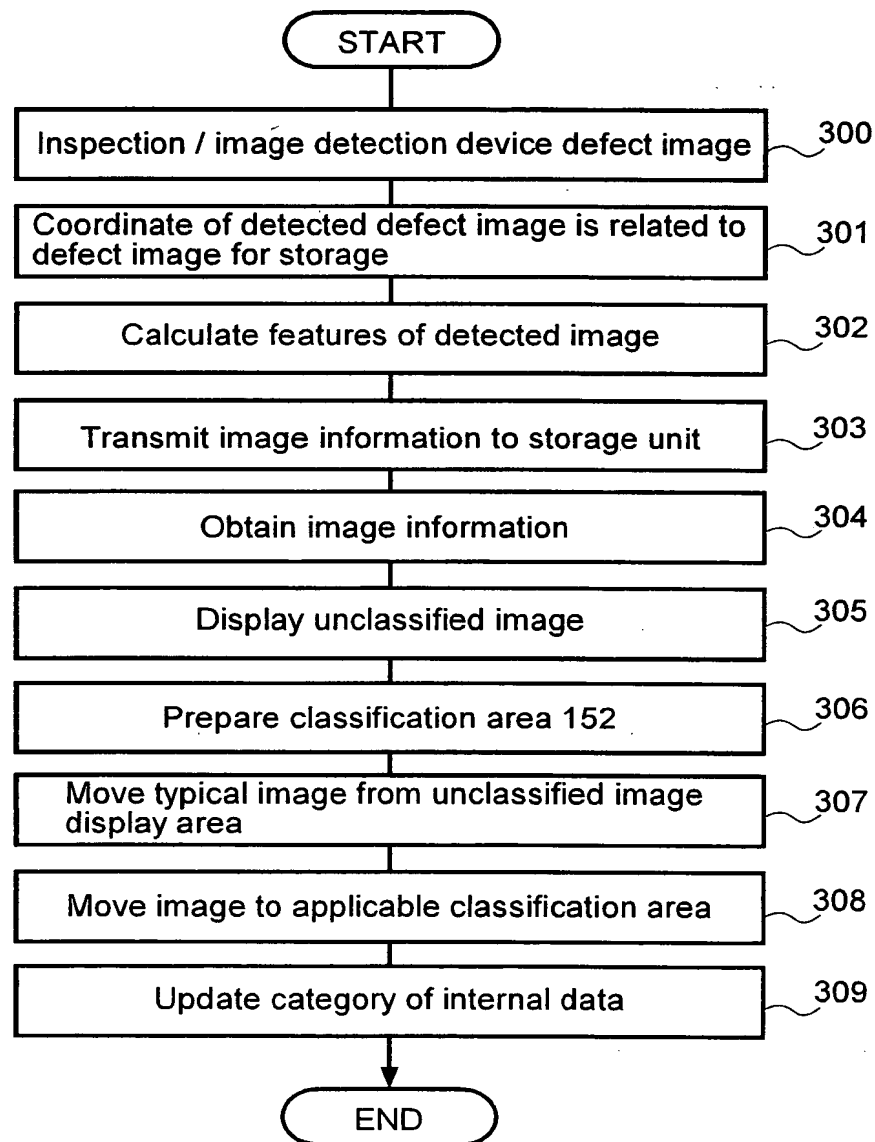 START
Inspection / image detection device defect image
300
Coordinate of detected defect image is related to
defect image for storage
301
Calculate features of detected image
302
Transmit image information to storage unit
303
Obtain image information
304
Display unclassified image
305
Prepare classification area 152
306
Move typical image from unclassified image
display area
307
Move image to applicable classification area
308
Update category of internal data
309
END